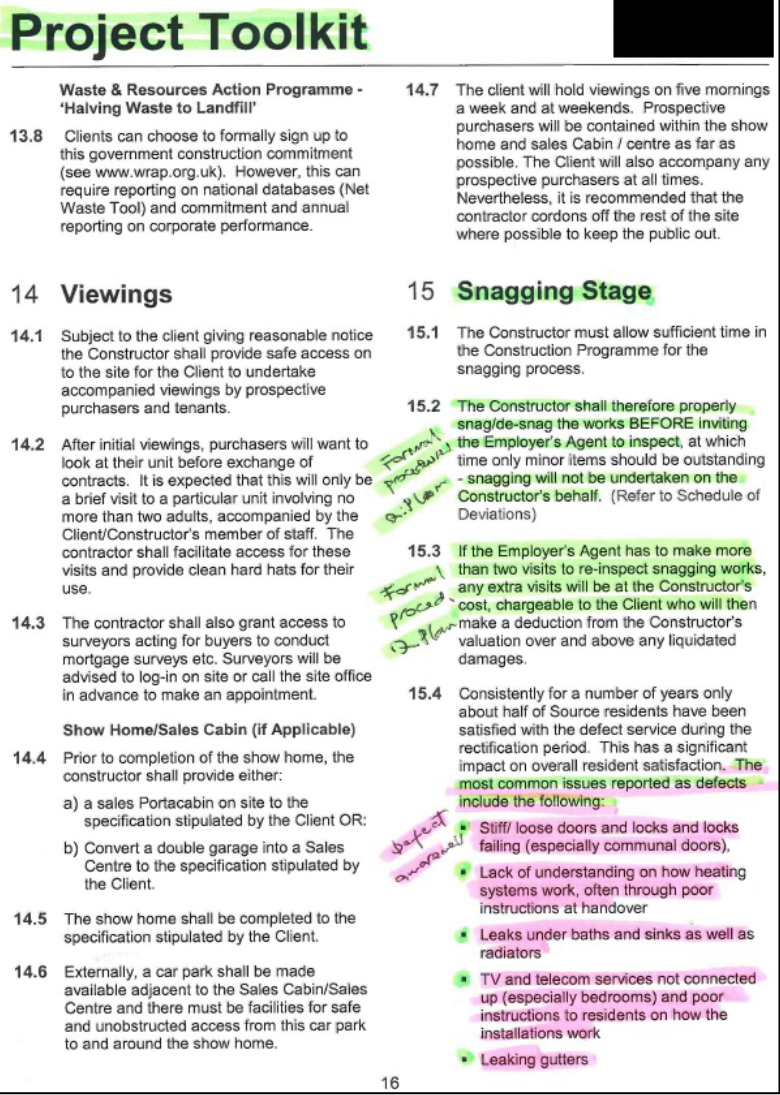 Project Toolkit
Waste & Resources Action Programme -
‘Halving Waste to Landfill’
13.8 Clients can choose to formally sign up to
this government construction commitment
(see www.wrap.org.uk). However, this can
require reporting on national databases (Net
Waste Tool) and commitment and annual
reporting on corporate performance.
14 Viewings
14.1 Subject to the client giving reasonable notice
the Constructor shall provide safe access on
to the site for the Client to undertake
accompanied viewings by prospective
purchasers and tenants.
14.2 After initial viewings, purchasers will want to
look at their unit before exchange of
contracts. It is expected that this will only be
a brief visit to a particular unit involving no
more than two adults, accompanied by the
Client/Constructor's member of staff. The
contractor shall facilitate access for these
visits and provide clean hard hats for their
use.
14.3 The contractor shall also grant access to
surveyors acting for buyers to conduct
mortgage surveys etc. Surveyors will be
advised to log-in on site or call the site office
in advance to make an appointment.
Show Home/Sales Cabin (if Applicable)
14.4 Prior to completion of the show home, the
constructor shall provide either:
a) a sales Portacabin on site to the
specification stipulated by the Client OR:
b) Convert a double garage into a Sales
Centre to the specification stipulated by
the Client.
14.5 The show home shall be completed to the
specification stipulated by the Client.
14.6 Externally, a car park shall be made
available adjacent to the Sales Cabin/Sales
Centre and there must be facilities for safe
and unobstructed access from this car park
to and around the show home.
14.7 The client will hold viewings on five mornings
a week and at weekends. Prospective
purchasers will be contained within the show
home and sales Cabin / centre as far as
possible. The Client will also accompany any
prospective purchasers at all times.
Nevertheless, it is recommended that the
contractor cordons off the rest of the site
where possible to keep the public out.
15 Snagging Stage
15.1 The Constructor must allow sufficient time in
the Construction Programme for the
snagging process.
15.2 The Constructor shall therefore properly
snag/de-snag the works BEFORE inviting
the Employer's Agent to inspect, at which
time only minor items should be outstanding
- snagging will not be undertaken on the
Constructor's behalf. (Refer to Schedule of
Deviations)
Formal
procedures
Q.Plan
15.3 If the Employer's Agent has to make more
than two visits to re-inspect snagging works,
any extra visits will be at the Constructor's
cost, chargeable to the Client who will then
make a deduction from the Constructor's
valuation over and above any liquidated
damages.
Formal
proced.
Q.Plan
15.4 Consistently for a number of years only
about half of Source residents have been
satisfied with the defect service during the
rectification period. This has a significant
impact on overall resident satisfaction. The
most common issues reported as defects
include the following:
Defect
awareness
▪ Stiff/ loose doors and locks and locks
failing (especially communal doors),
▪ Lack of understanding on how heating
systems work, often through poor
instructions at handover
▪ Leaks under baths and sinks as well as
radiators
▪ TV and telecom services not connected
up (especially bedrooms) and poor
instructions to residents on how the
installations work
▪ Leaking gutters
16